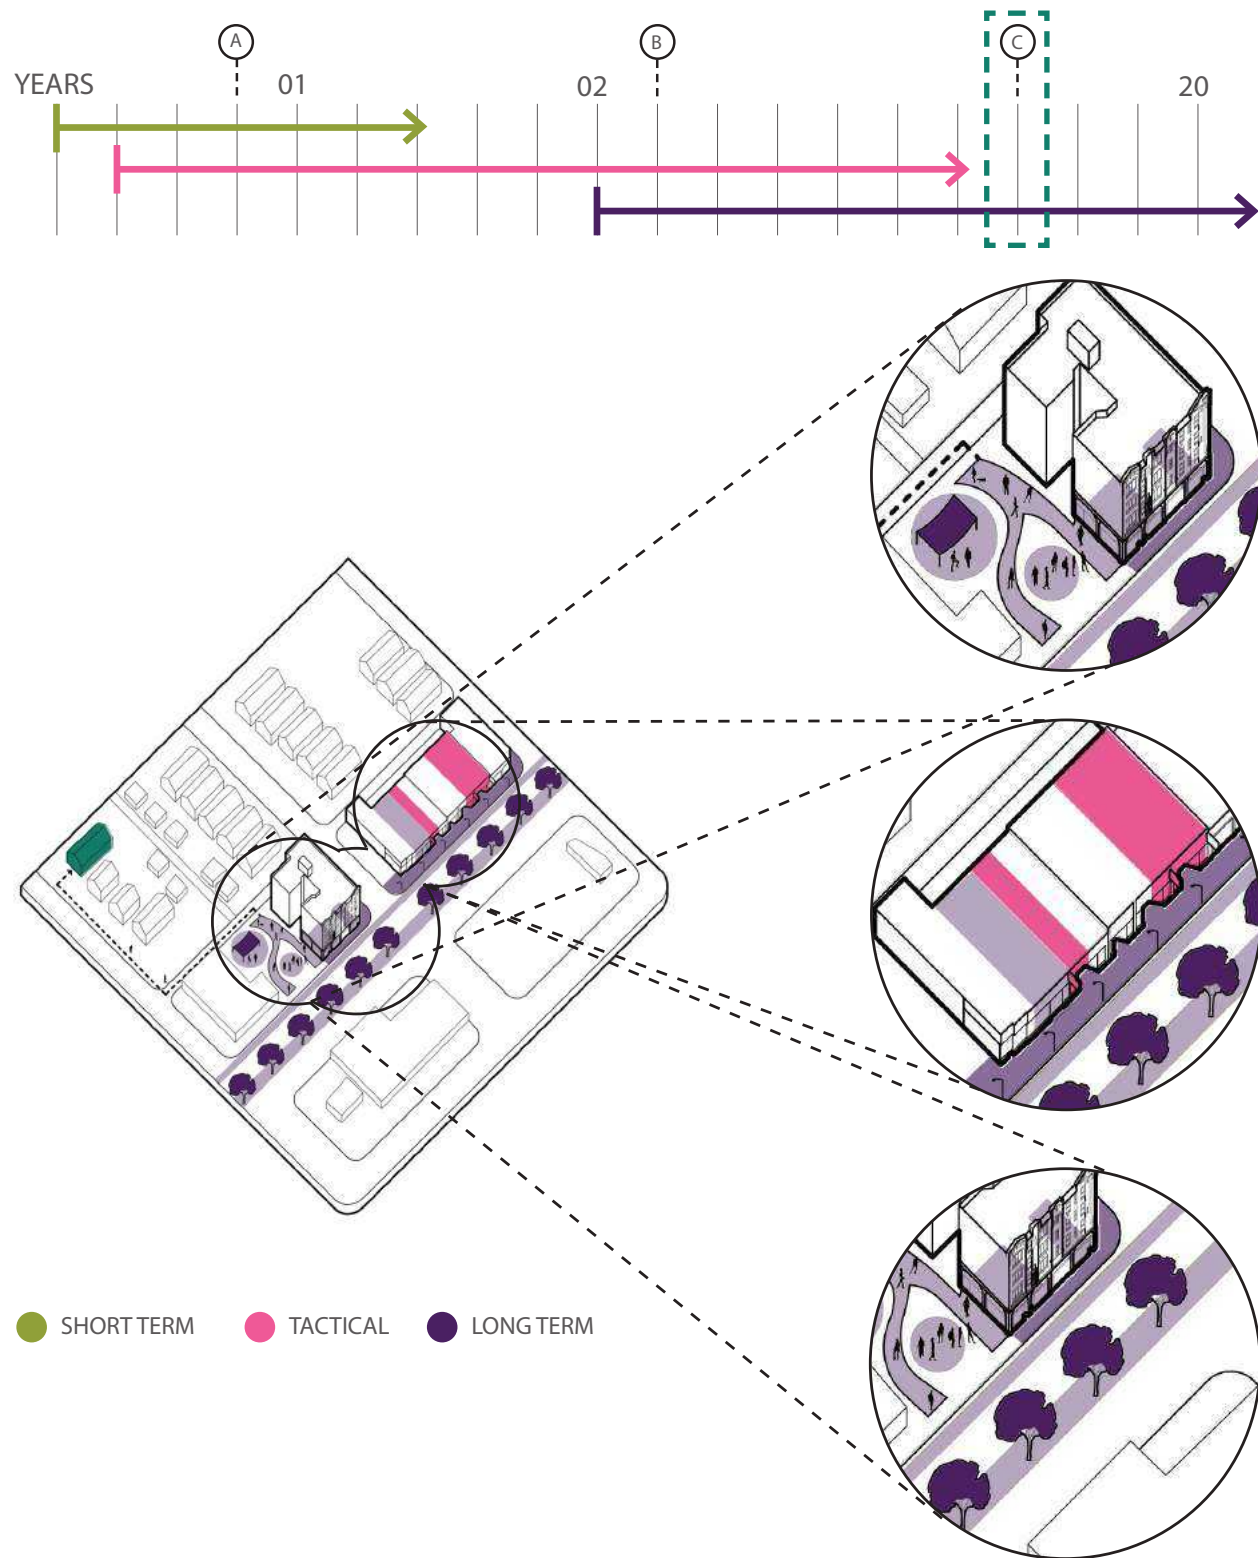 A
B
C
YEARS
01
02
20
SHORT TERM
TACTICAL
LONG TERM